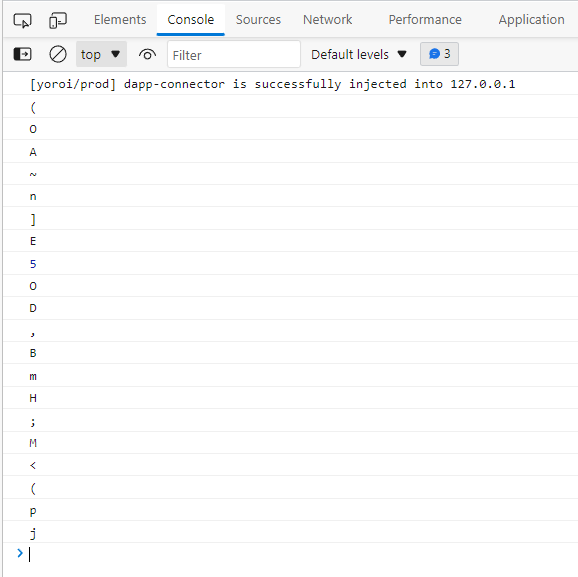 Elements Console Sources Network Performance Application
top Filter Default levels 3
[yoroi/prod] dapp-connector is successfully injected into 127.0.0.1
(
O
A
~
n
]
E
5
O
D
,
B
m
H
;
M
<
(
p
j
>